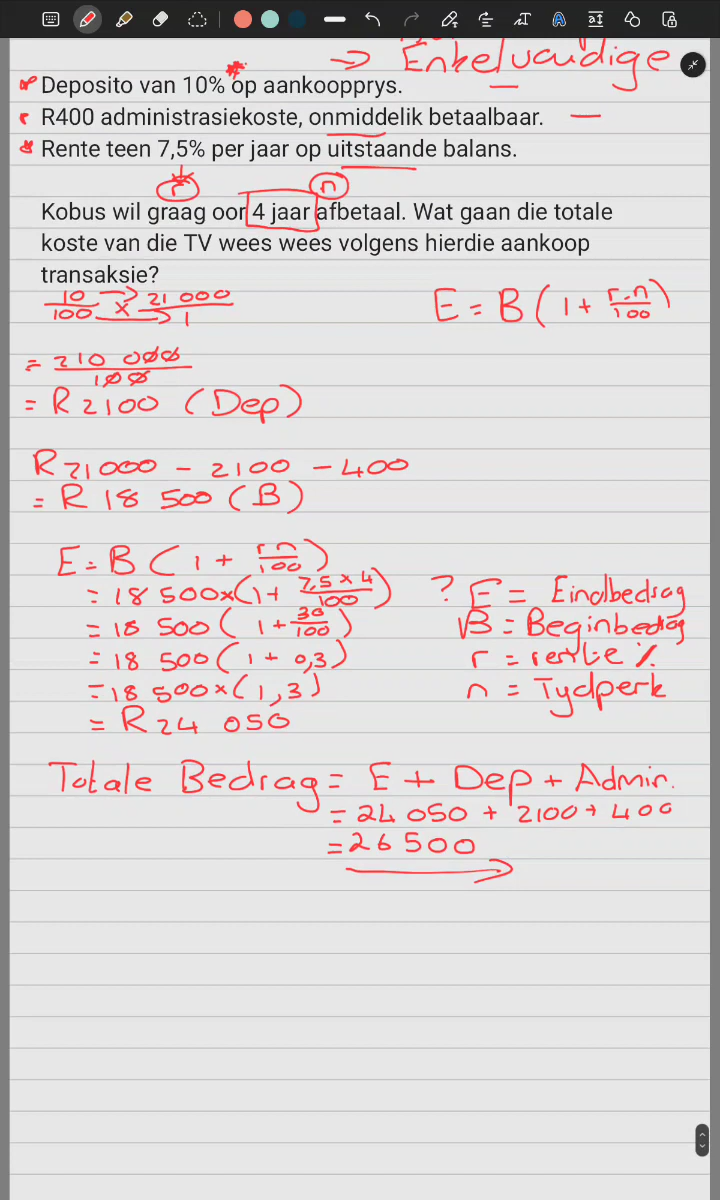 → Enkelvoudige
Deposito van 10% op aankoopprys.
R400 administrasiekoste, onmiddelik betaalbaar.
Rente teen 7,5% per jaar op uitstaande balans.
r n
Kobus wil graag oor 4 jaar afbetaal. Wat gaan die totale
koste van die TV wees wees volgens hierdie aankoop
transaksie?
10/100 × 21 000/1
E = B (1 + r.n/100)
= 210 000/100
= R2100 (Dep)
R21000 - 2100 - 400
= R 18 500 (B)
E = B (1 + r n/100)
= 18 500 × (1 + 7,5 × 4/100)
= 18 500 (1 + 30/100)
= 18 500 (1 + 0,3)
= 18 500 × (1,3)
= R24 050
? E = Eindbedrag
B = Beginbedrag
r = rente %
n = Tydperk
Totale Bedrag = E + Dep + Admin.
= 24 050 + 2100 + 400
= 26 500